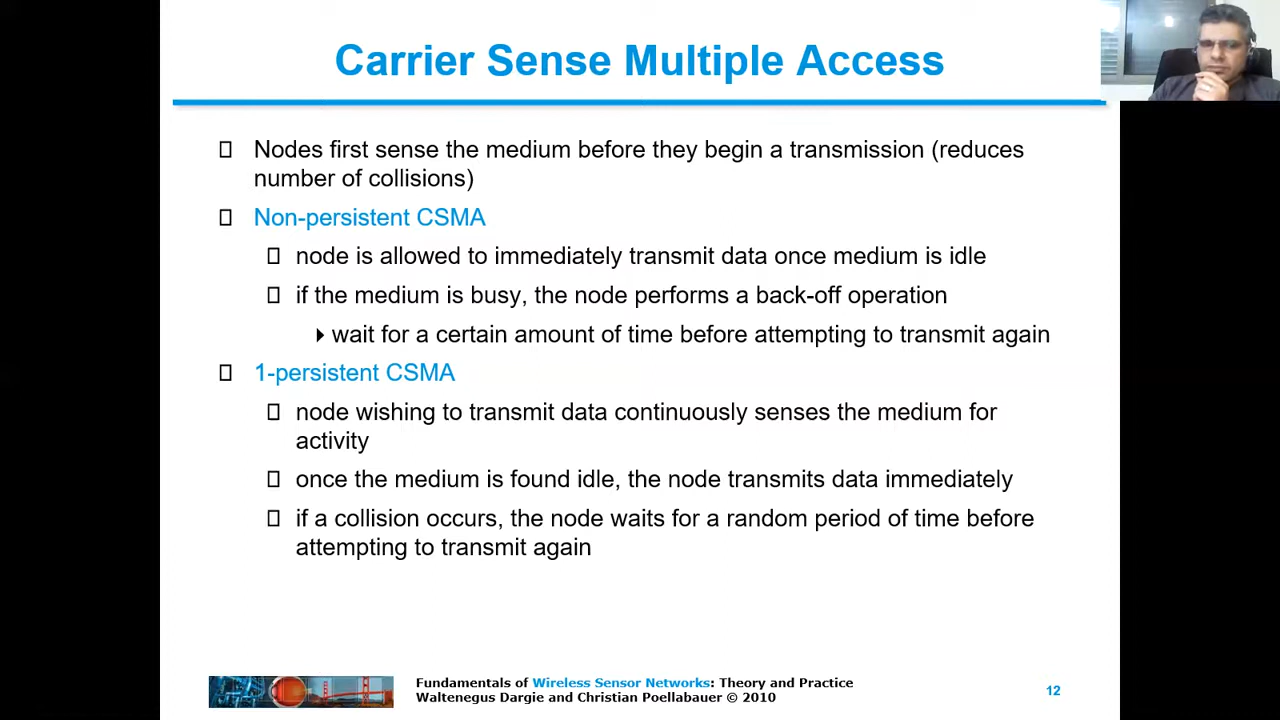 Carrier Sense Multiple Access
Nodes first sense the medium before they begin a transmission (reduces
number of collisions)
Non-persistent CSMA
node is allowed to immediately transmit data once medium is idle
if the medium is busy, the node performs a back-off operation
wait for a certain amount of time before attempting to transmit again
1-persistent CSMA
node wishing to transmit data continuously senses the medium for
activity
once the medium is found idle, the node transmits data immediately
if a collision occurs, the node waits for a random period of time before
attempting to transmit again
Fundamentals of Wireless Sensor Networks: Theory and Practice
Waltenegus Dargie and Christian Poellabauer © 2010
12